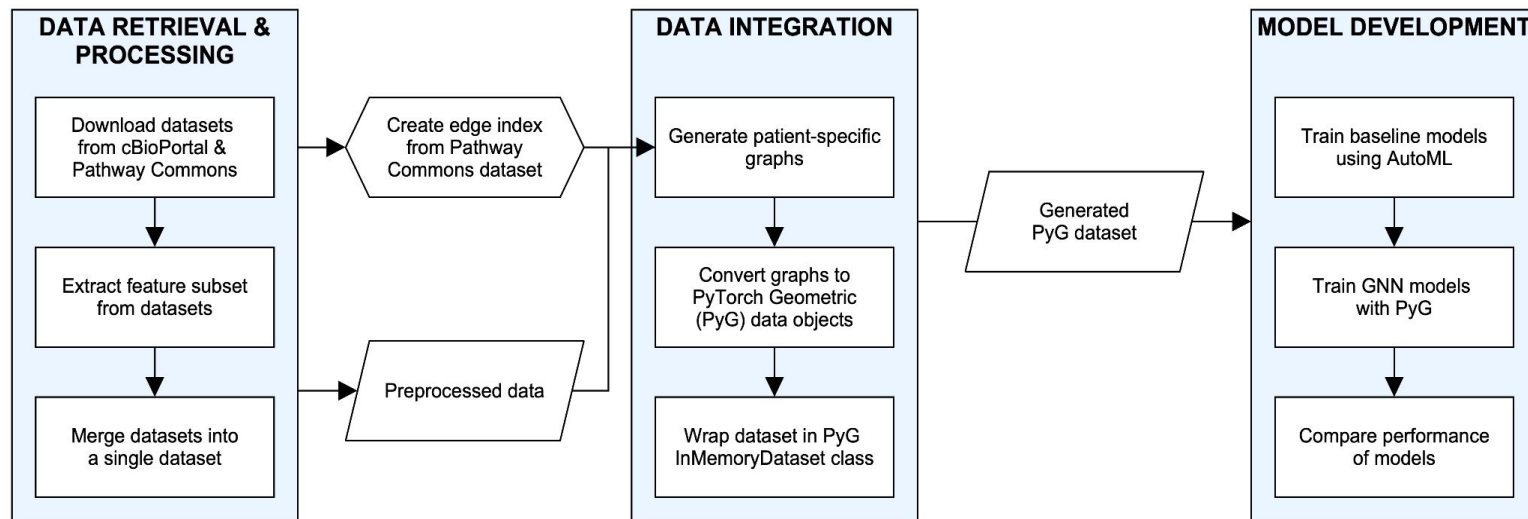 DATA RETRIEVAL &
PROCESSING
Download datasets
from cBioPortal &
Pathway Commons
Extract feature subset
from datasets
Merge datasets into
a single dataset
Create edge index
from Pathway
Commons dataset
Preprocessed data
DATA INTEGRATION
Generate patient-specific
graphs
Convert graphs to
PyTorch Geometric
(PyG) data objects
Wrap dataset in PyG
InMemoryDataset class
Generated
PyG dataset
MODEL DEVELOPMENT
Train baseline models
using AutoML
Train GNN models
with PyG
Compare performance
of models